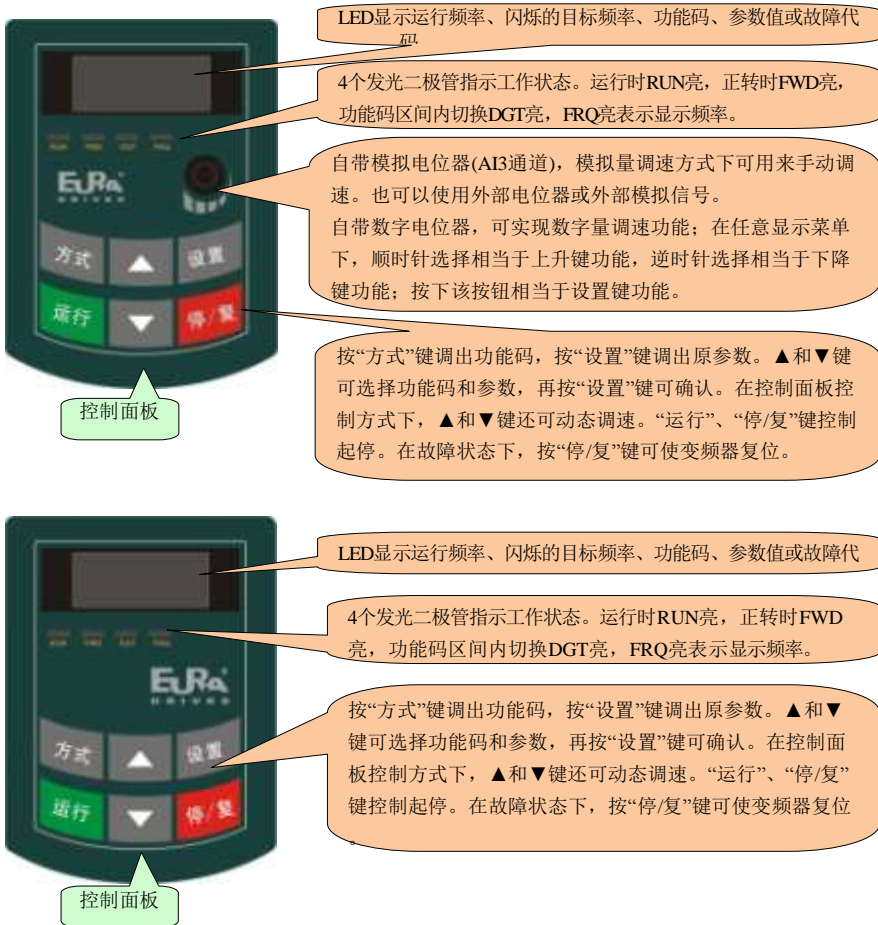 LED显示运行频率、闪烁的目标频率、功能码、参数值或故障代
码
4个发光二极管指示工作状态。运行时RUN亮，正转时FWD亮，
功能码区间内切换DGT亮，FRQ亮表示显示频率。
RUN FWD DGT FRQ
自带模拟电位器(AI3通道)，模拟量调速方式下可用来手动调
速。也可以使用外部电位器或外部模拟信号。
自带数字电位器，可实现数字量调速功能；在任意显示菜单
下，顺时针选择相当于上升键功能，逆时针选择相当于下降
键功能；按下该按钮相当于设置键功能。
EURA
DRIVES
方式 ▲ 设置
运行 ▼ 停/复
按“方式”键调出功能码，按“设置”键调出原参数。▲和▼键
可选择功能码和参数，再按“设置”键可确认。在控制面板控
制方式下，▲和▼键还可动态调速。“运行”、“停/复”键控制
起停。在故障状态下，按“停/复”键可使变频器复位。
控制面板
LED显示运行频率、闪烁的目标频率、功能码、参数值或故障代
4个发光二极管指示工作状态。运行时RUN亮，正转时FWD
亮，功能码区间内切换DGT亮，FRQ亮表示显示频率。
RUN FWD DGT FRQ
EURA
DRIVES
按“方式”键调出功能码，按“设置”键调出原参数。▲和▼
键可选择功能码和参数，再按“设置”键可确认。在控制面
板控制方式下，▲和▼键还可动态调速。“运行”、“停/复”
键控制起停。在故障状态下，按“停/复”键可使变频器复位
。
方式 ▲ 设置
运行 ▼ 停/复
控制面板